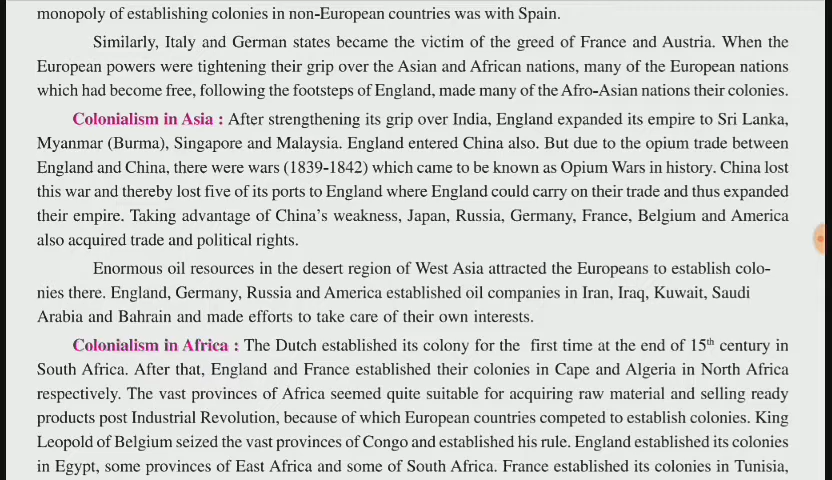 monopoly of establishing colonies in non-European countries was with Spain.
Similarly, Italy and German states became the victim of the greed of France and Austria. When the
European powers were tightening their grip over the Asian and African nations, many of the European nations
which had become free, following the footsteps of England, made many of the Afro-Asian nations their colonies.
Colonialism in Asia : After strengthening its grip over India, England expanded its empire to Sri Lanka,
Myanmar (Burma), Singapore and Malaysia. England entered China also. But due to the opium trade between
England and China, there were wars (1839-1842) which came to be known as Opium Wars in history. China lost
this war and thereby lost five of its ports to England where England could carry on their trade and thus expanded
their empire. Taking advantage of China's weakness, Japan, Russia, Germany, France, Belgium and America
also acquired trade and political rights.
Enormous oil resources in the desert region of West Asia attracted the Europeans to establish colo-
nies there. England, Germany, Russia and America established oil companies in Iran, Iraq, Kuwait, Saudi
Arabia and Bahrain and made efforts to take care of their own interests.
Colonialism in Africa : The Dutch established its colony for the first time at the end of 15th century in
South Africa. After that, England and France established their colonies in Cape and Algeria in North Africa
respectively. The vast provinces of Africa seemed quite suitable for acquiring raw material and selling ready
products post Industrial Revolution, because of which European countries competed to establish colonies. King
Leopold of Belgium seized the vast provinces of Congo and established his rule. England established its colonies
in Egypt, some provinces of East Africa and some of South Africa. France established its colonies in Tunisia,